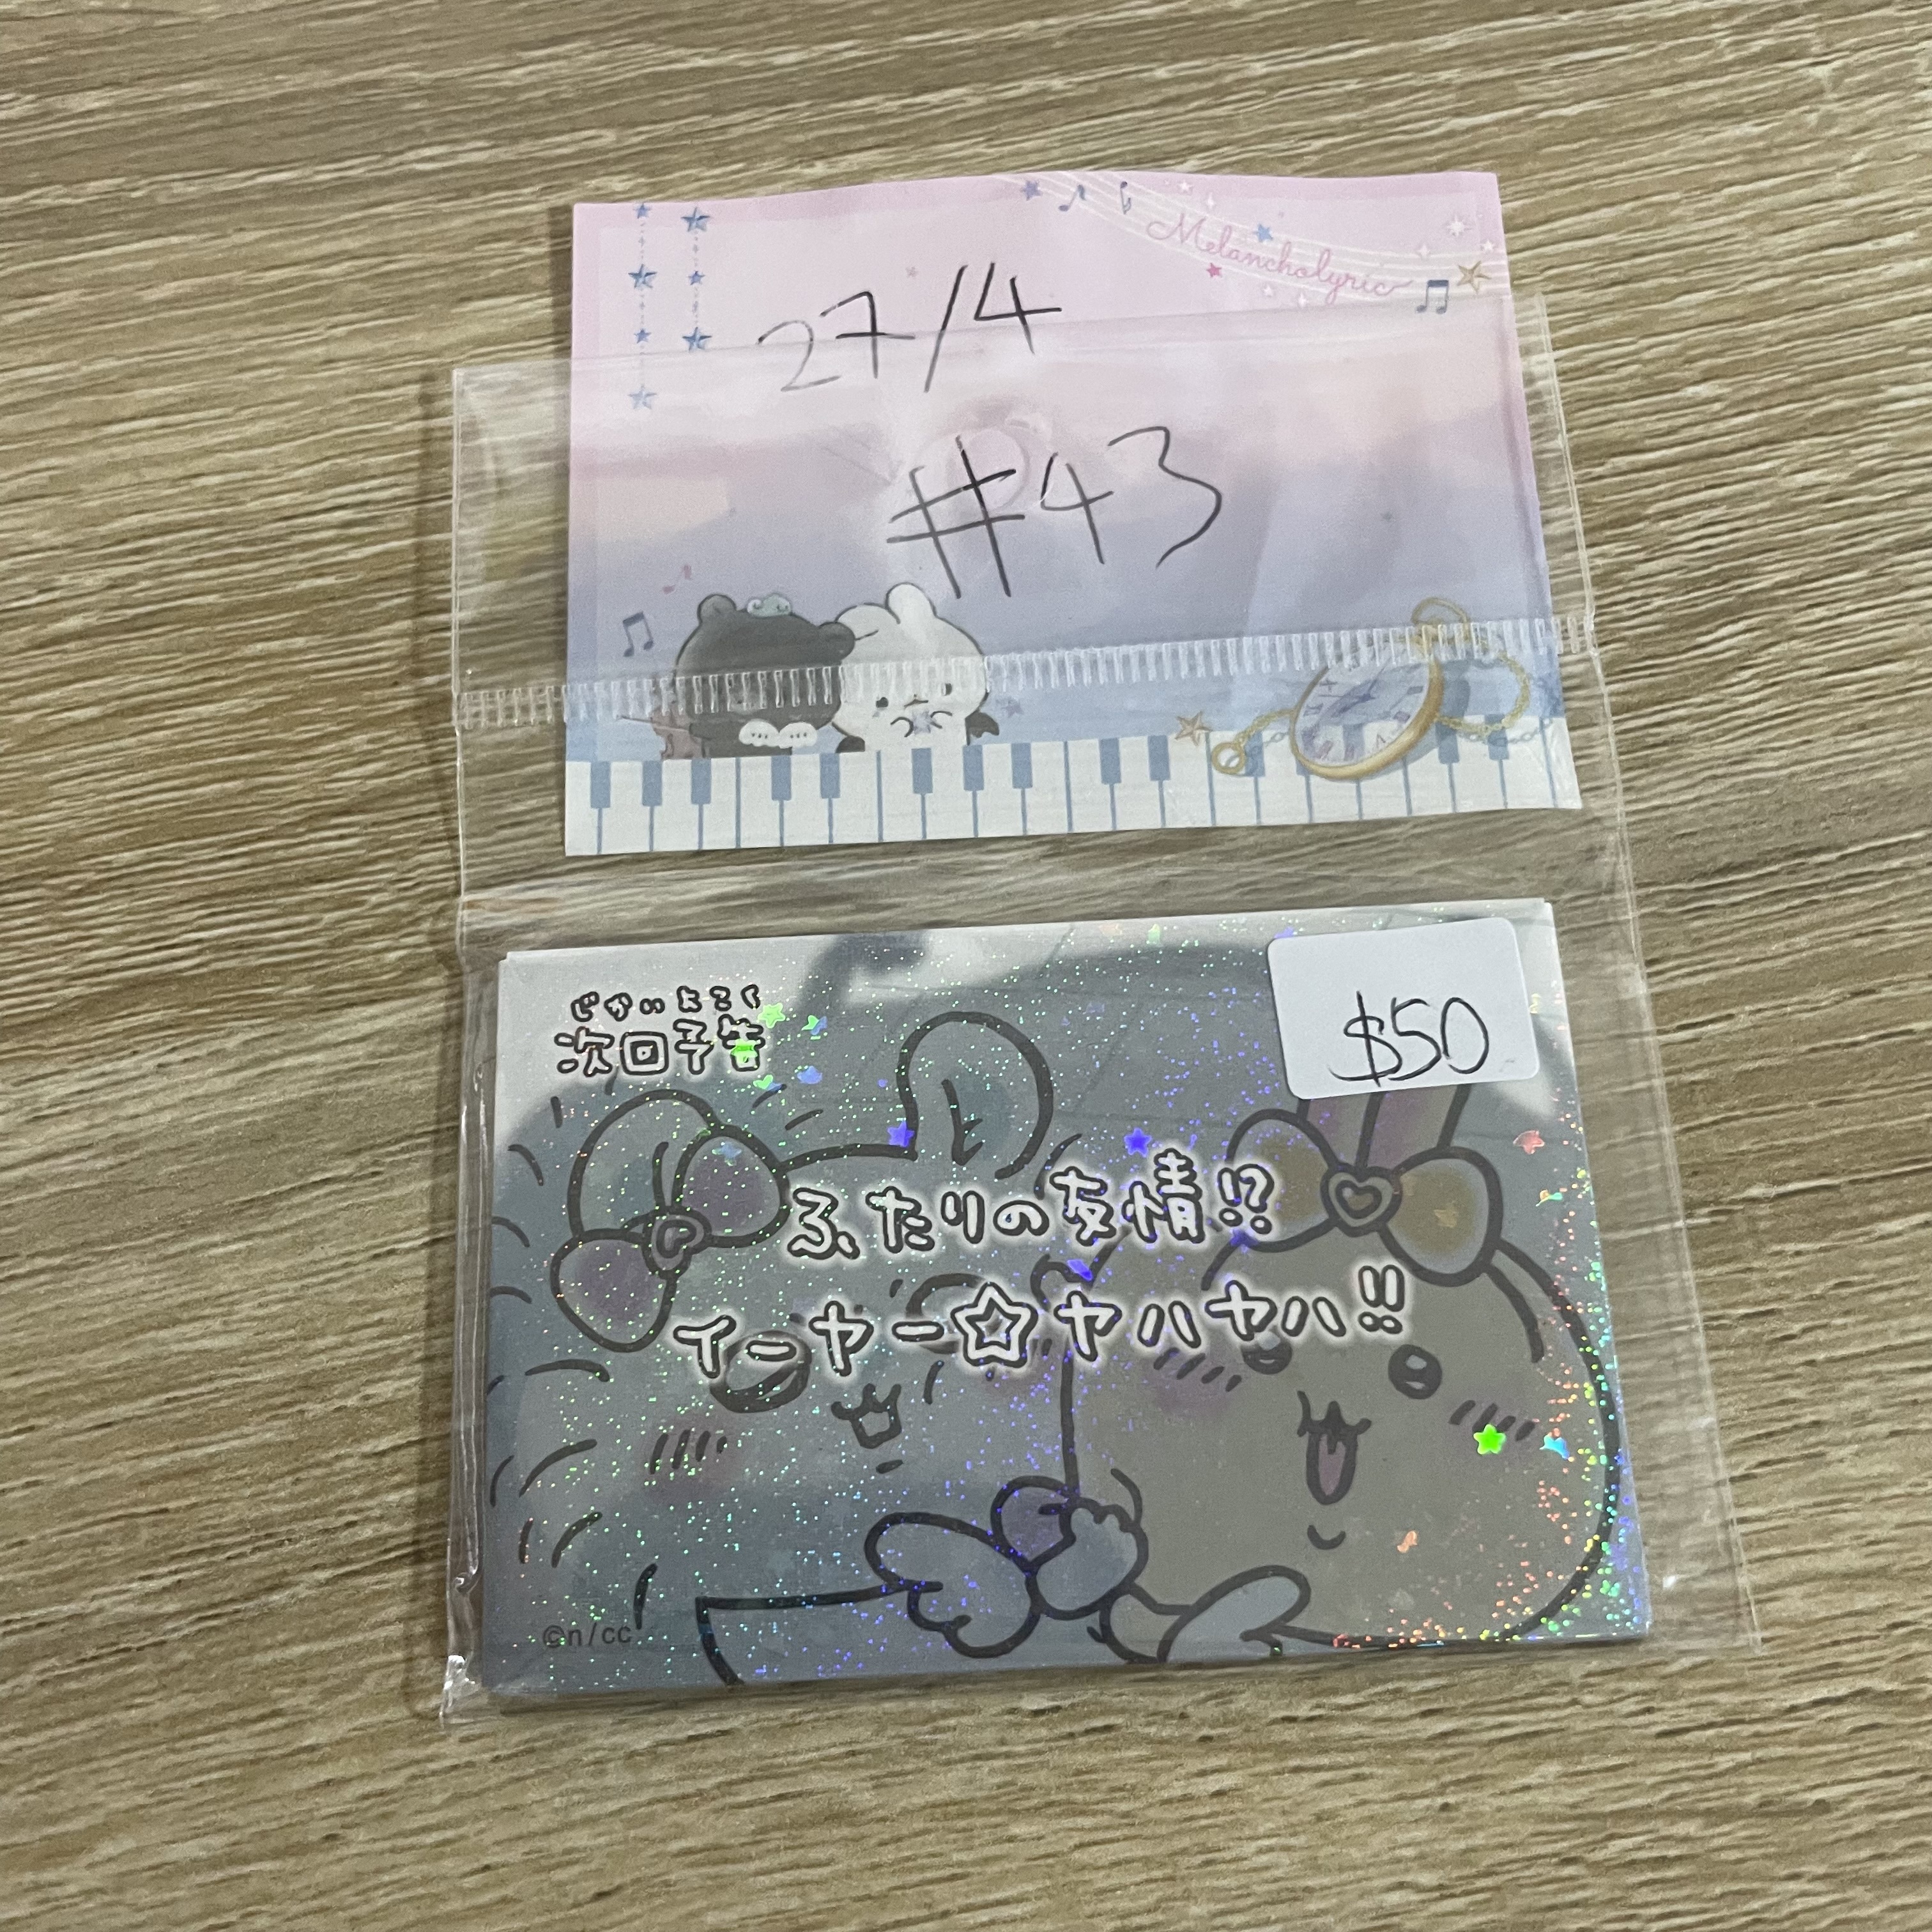 Melancholyric
27/4
#43
$50
じかいよこく
次回予告
ふたりの友情!?
イーヤー☆ヤハヤハ!!
©n/cc